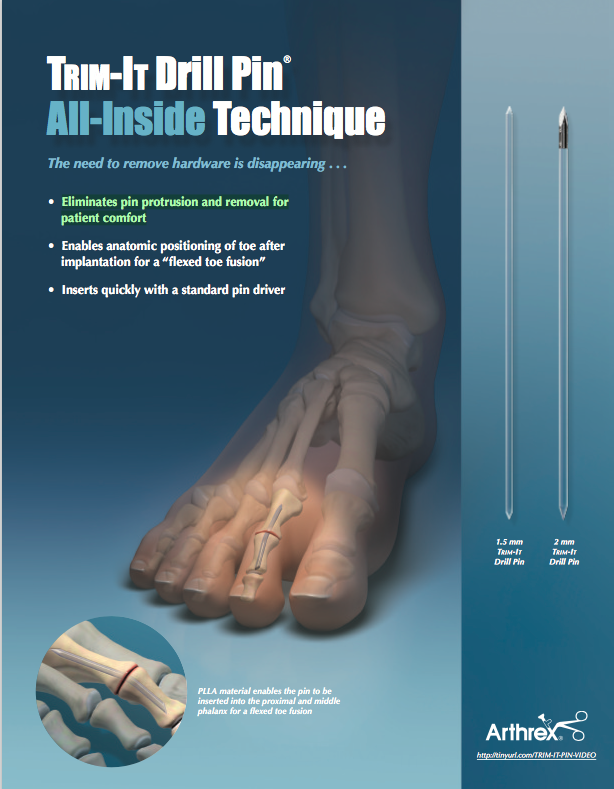 TRIM-IT Drill Pin®
All-Inside Technique
The need to remove hardware is disappearing . . .
• Eliminates pin protrusion and removal for
patient comfort
• Enables anatomic positioning of toe after
implantation for a “flexed toe fusion”
• Inserts quickly with a standard pin driver
1.5 mm
TRIM-IT
Drill Pin
2 mm
TRIM-IT
Drill Pin
PLLA material enables the pin to be
inserted into the proximal and middle
phalanx for a flexed toe fusion
Arthrex®
http://tinyurl.com/TRIM-IT-PIN-VIDEO